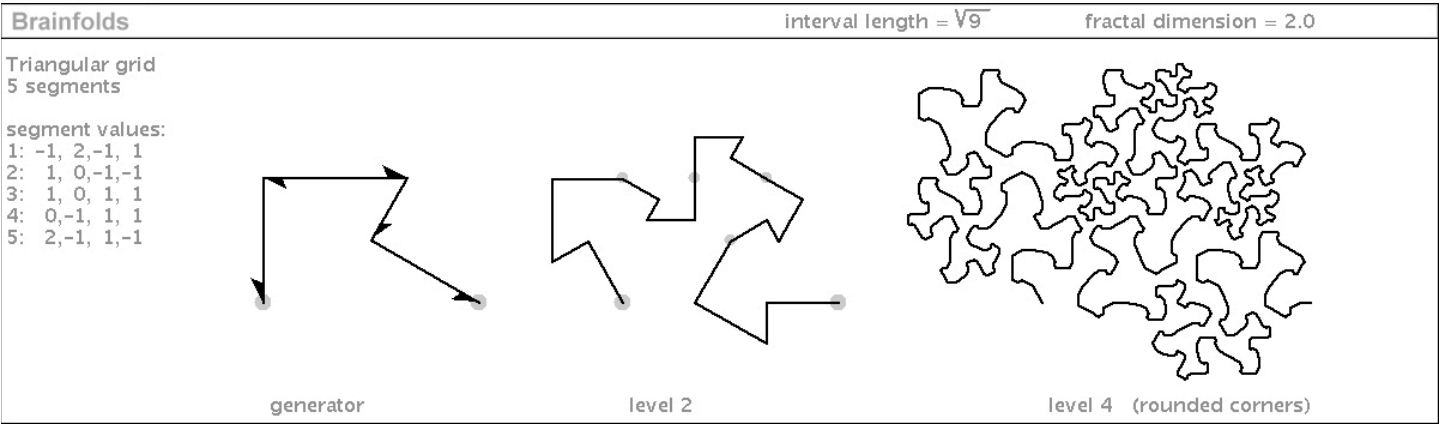 Brainfolds
interval length = √9
fractal dimension = 2.0
Triangular grid
5 segments
segment values:
1: -1, 2,-1, 1
2: 1, 0,-1,-1
3: 1, 0, 1, 1
4: 0,-1, 1, 1
5: 2,-1, 1,-1
generator
level 2
level 4 (rounded corners)